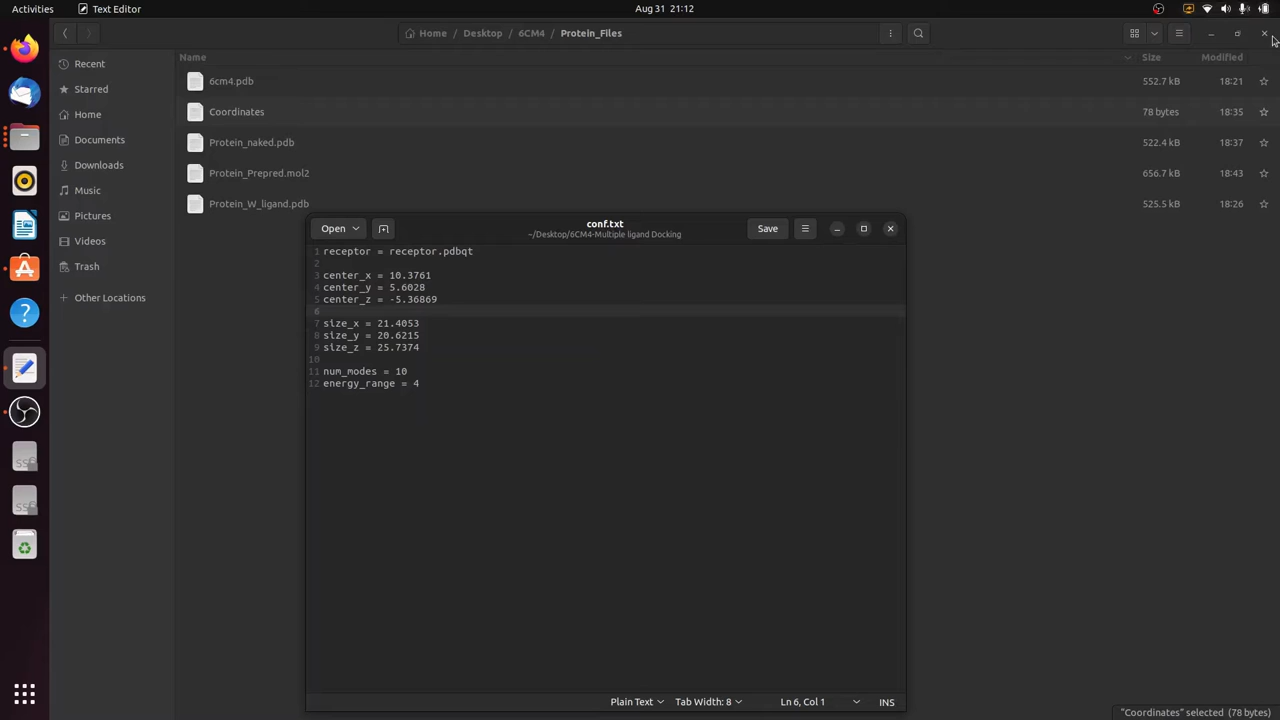 Activities
Text Editor
Aug 31 21:12
Home / Desktop / 6CM4 / Protein_Files
Name
Size
Modified
Recent
Starred
Home
Documents
Downloads
Music
Pictures
Videos
Trash
Other Locations
6cm4.pdb
552.7 kB
18:21
Coordinates
78 bytes
18:35
Protein_naked.pdb
522.4 kB
18:37
Protein_Prepred.mol2
656.7 kB
18:43
Protein_W_ligand.pdb
525.5 kB
18:26
Open
conf.txt
~/Desktop/6CM4-Multiple ligand Docking
Save
1 receptor = receptor.pdbqt
2
3 center_x = 10.3761
4 center_y = 5.6028
5 center_z = -5.36869
6
7 size_x = 21.4053
8 size_y = 20.6215
9 size_z = 25.7374
10
11 num_modes = 10
12 energy_range = 4
Plain Text
Tab Width: 8
Ln 6, Col 1
INS
"Coordinates" selected (78 bytes)